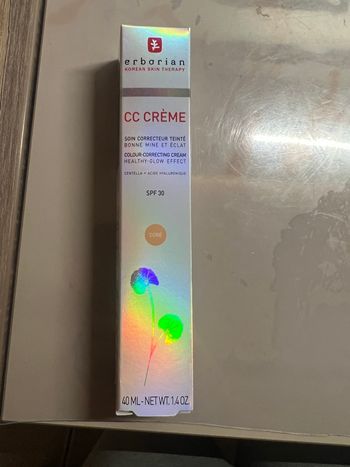 erborian
KOREAN SKIN THERAPY
CC CRÈME
SOIN CORRECTEUR TEINTÉ
BONNE MINE ET ÉCLAT
COLOUR-CORRECTING CREAM
HEALTHY-GLOW EFFECT
CENTELLA + ACIDE HYALURONIQUE
SPF 30
DORÉ
40 ML - NET WT. 1.4 OZ.